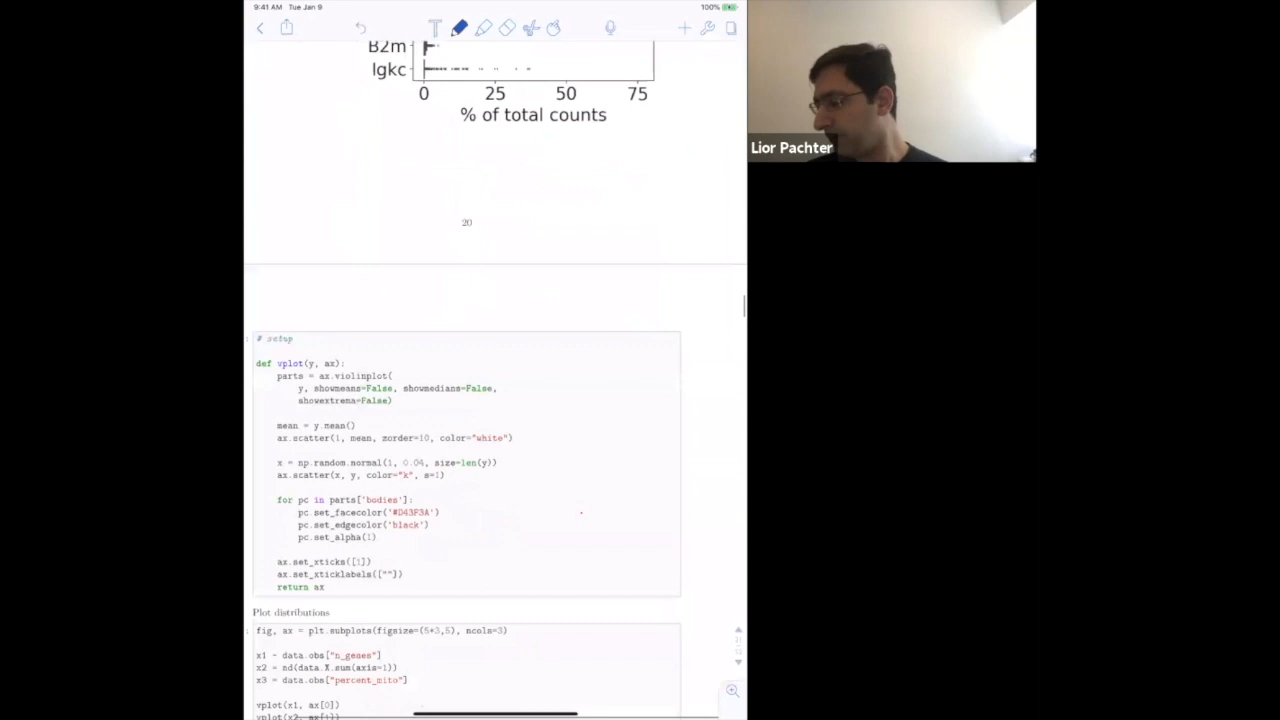 9:41 AM Tue Jan 9
100%
B2m
Igkc
0 25 50 75
% of total counts
Lior Pachter
20
# setup
def vplot(y, ax):
parts = ax.violinplot(
y, showmeans=False, showmedians=False,
showextrema=False)
mean = y.mean()
ax.scatter(1, mean, zorder=10, color="white")
x = np.random.normal(1, 0.04, size=len(y))
ax.scatter(x, y, color="k", s=1)
for pc in parts['bodies']:
pc.set_facecolor('#D43F3A')
pc.set_edgecolor('black')
pc.set_alpha(1)
ax.set_xticks([1])
ax.set_xticklabels([""])
return ax
Plot distributions
fig, ax = plt.subplots(figsize=(5*3,5), ncols=3)
x1 = data.obs["n_genes"]
x2 = nd(data.X.sum(axis=1))
x3 = data.obs["percent_mito"]
vplot(x1, ax[0])
vplot(x2, ax[1])